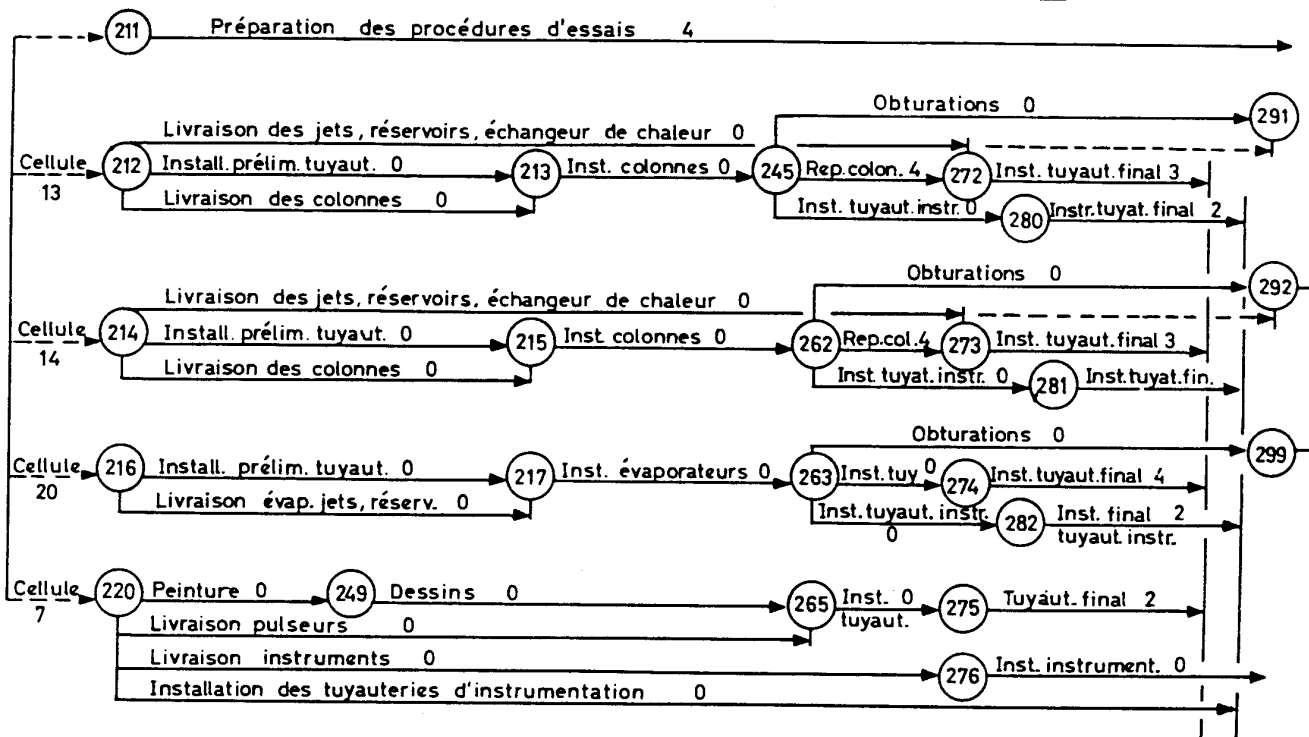 211 Préparation des procédures d'essais 4
Obturations 0 291
Livraison des jets, réservoirs, échangeur de chaleur 0
Cellule 13 212 Install. prélim. tuyaut. 0 213 Inst. colonnes 0 245 Rep. colon. 4 272 Inst. tuyaut. final 3
Livraison des colonnes 0
Inst. tuyaut. instr. 0 280 Instr. tuyat. final 2
Obturations 0 292
Livraison des jets, réservoirs, échangeur de chaleur 0
Cellule 14 214 Install. prélim. tuyaut. 0 215 Inst. colonnes 0 262 Rep. col. 4 273 Inst. tuyaut. final 3
Livraison des colonnes 0
Inst. tuyat. instr. 0 281 Inst. tuyat. fin.
Obturations 0 299
Cellule 20 216 Install. prélim. tuyaut. 0 217 Inst. évaporateurs 0 263 Inst. tuy 0 274 Inst. tuyaut. final 4
Livraison évap. jets, réserv. 0
Inst. tuyaut. instr. 0 282 Inst. final 2 tuyaut. instr.
Cellule 7 220 Peinture 0 249 Dessins 0 265 Inst. 0 tuyaut. 275 Tuyaut. final 2
Livraison pulseurs 0
Livraison instruments 0 276 Inst. instrument. 0
Installation des tuyauteries d'instrumentation 0